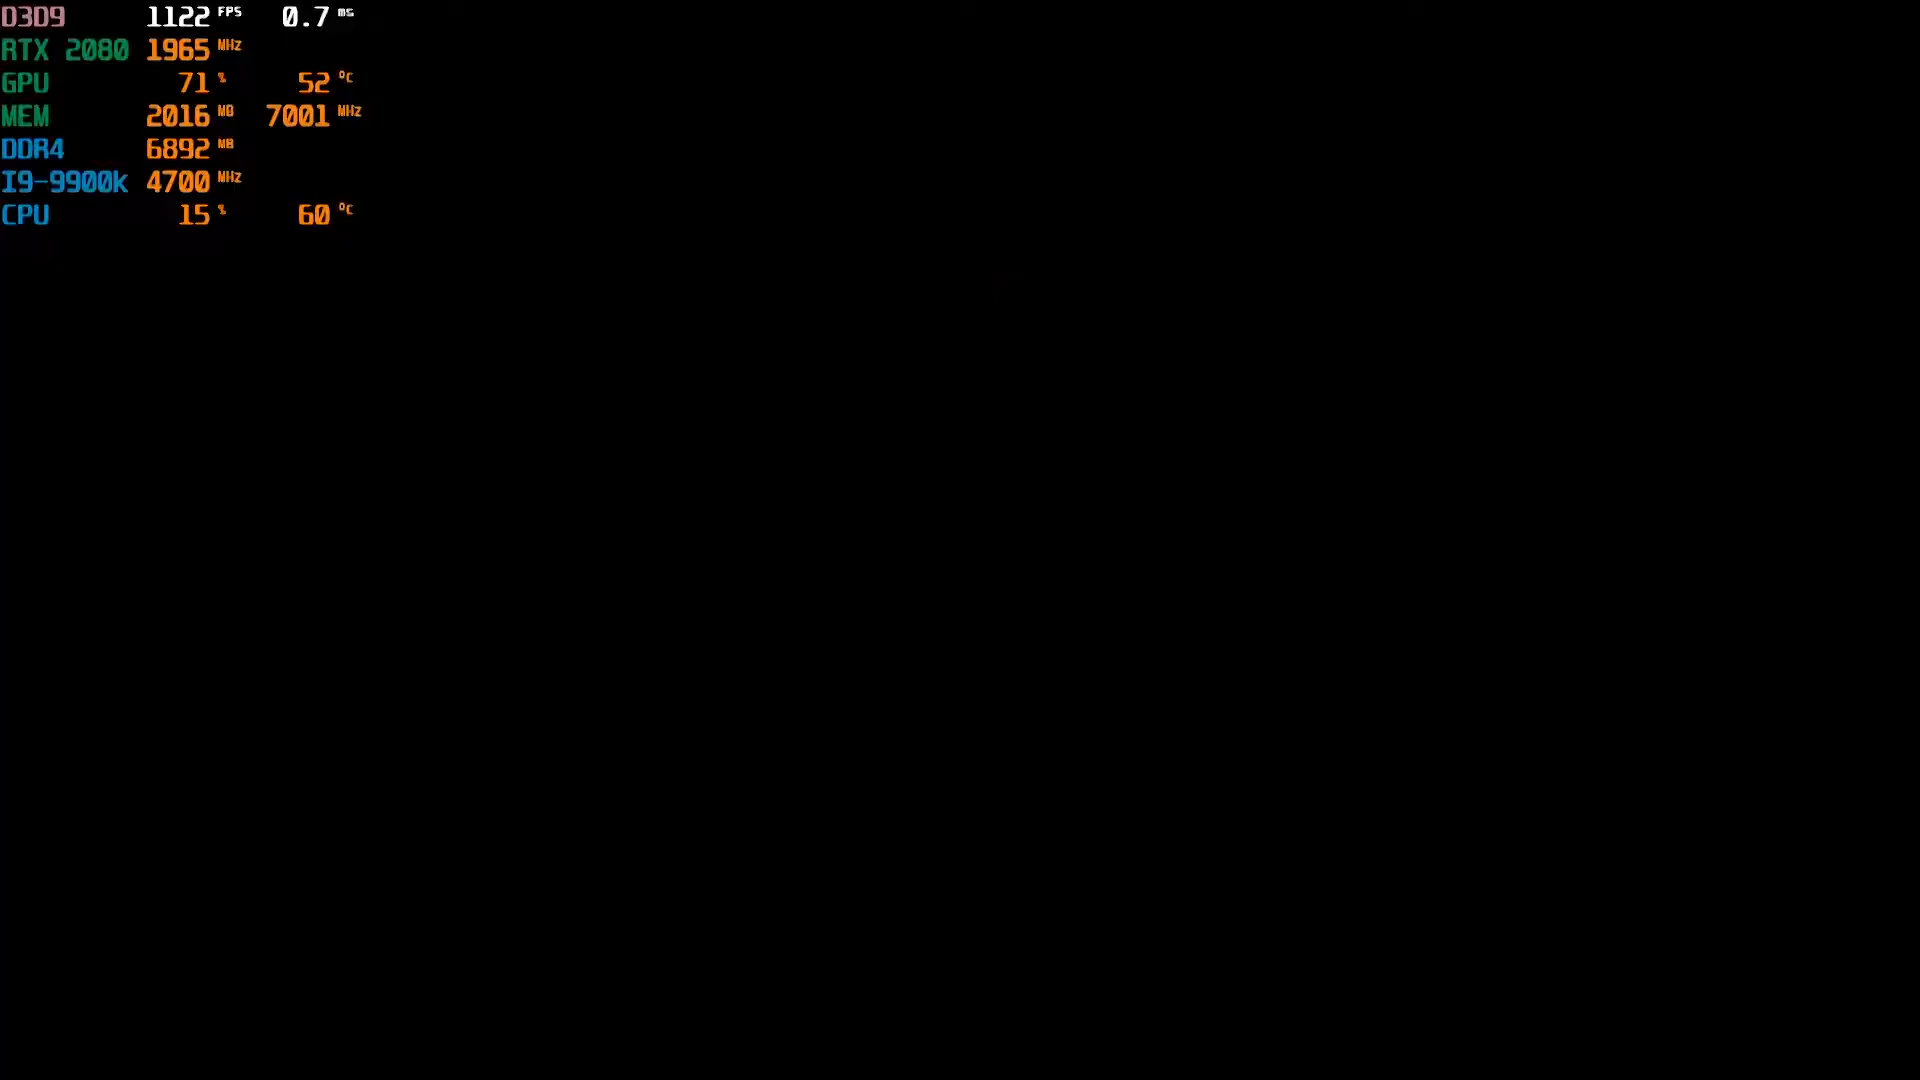 D3D9 1122 FPS 0.7 ms
RTX 2080 1965 MHz
GPU 71 % 52 °C
MEM 2016 MB 7001 MHz
DDR4 6892 MB
I9-9900k 4700 MHz
CPU 15 % 60 °C